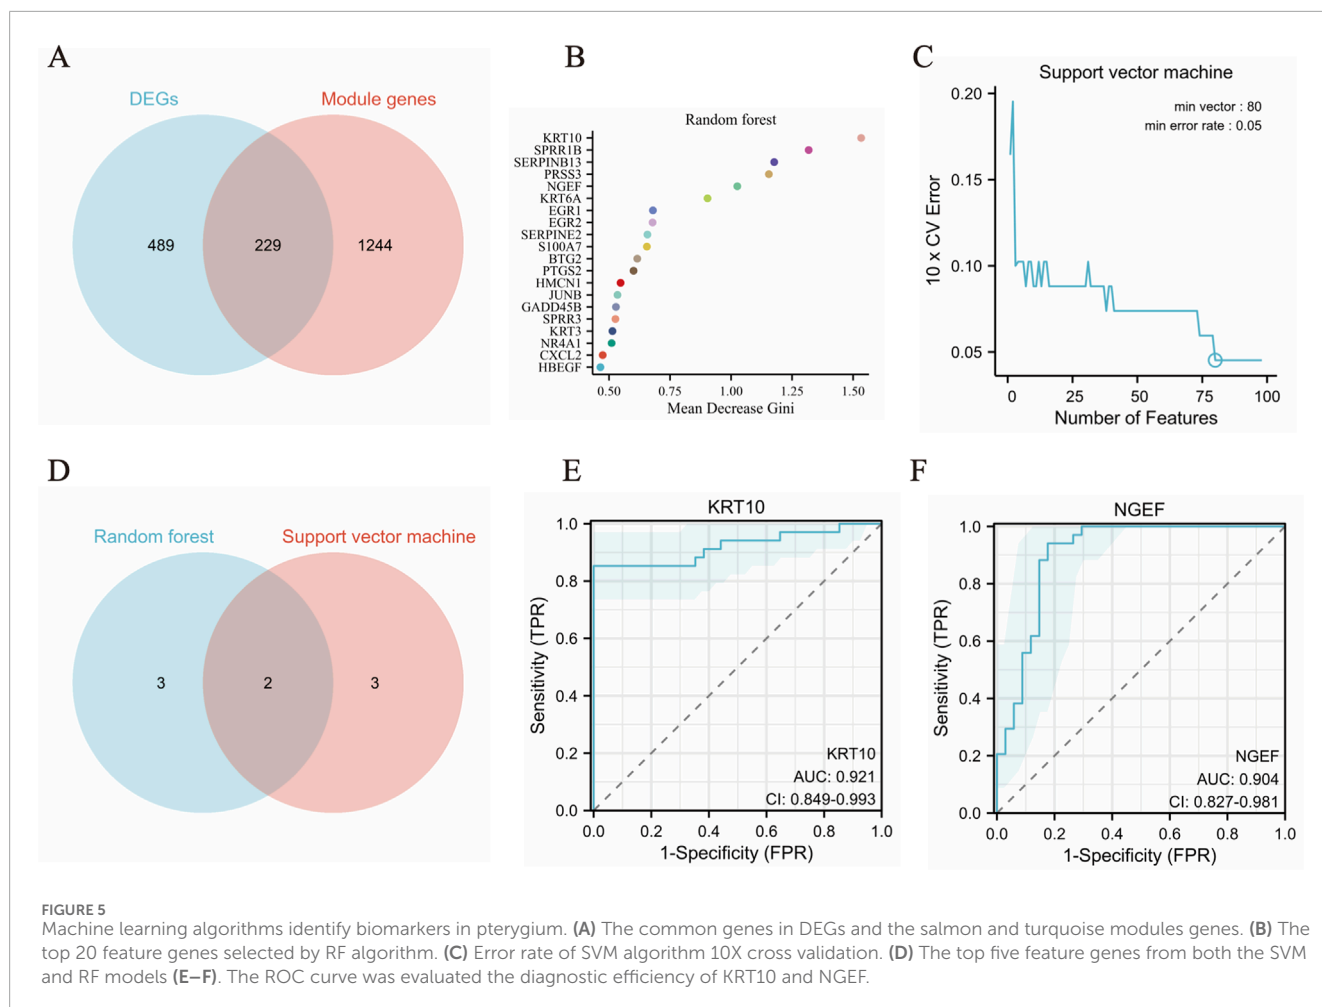 A
DEGs
Module genes
489
229
1244
B
Random forest
KRT10
SPRR1B
SERPINB13
PRSS3
NGEF
KRT6A
EGR1
EGR2
SERPINE2
S100A7
BTG2
PTGS2
HMCN1
JUNB
GADD45B
SPRR3
KRT3
NR4A1
CXCL2
HBEGF
0.50 0.75 1.00 1.25 1.50
Mean Decrease Gini
C
Support vector machine
min vector : 80
min error rate : 0.05
10 x CV Error
0.20
0.15
0.10
0.05
0 25 50 75 100
Number of Features
D
Random forest
Support vector machine
3
2
3
E
KRT10
Sensitivity (TPR)
1.0
0.8
0.6
0.4
0.2
0.0
KRT10
AUC: 0.921
CI: 0.849-0.993
0.0 0.2 0.4 0.6 0.8 1.0
1-Specificity (FPR)
F
NGEF
Sensitivity (TPR)
1.0
0.8
0.6
0.4
0.2
0.0
NGEF
AUC: 0.904
CI: 0.827-0.981
0.0 0.2 0.4 0.6 0.8 1.0
1-Specificity (FPR)
FIGURE 5
Machine learning algorithms identify biomarkers in pterygium. (A) The common genes in DEGs and the salmon and turquoise modules genes. (B) The
top 20 feature genes selected by RF algorithm. (C) Error rate of SVM algorithm 10X cross validation. (D) The top five feature genes from both the SVM
and RF models (E–F). The ROC curve was evaluated the diagnostic efficiency of KRT10 and NGEF.